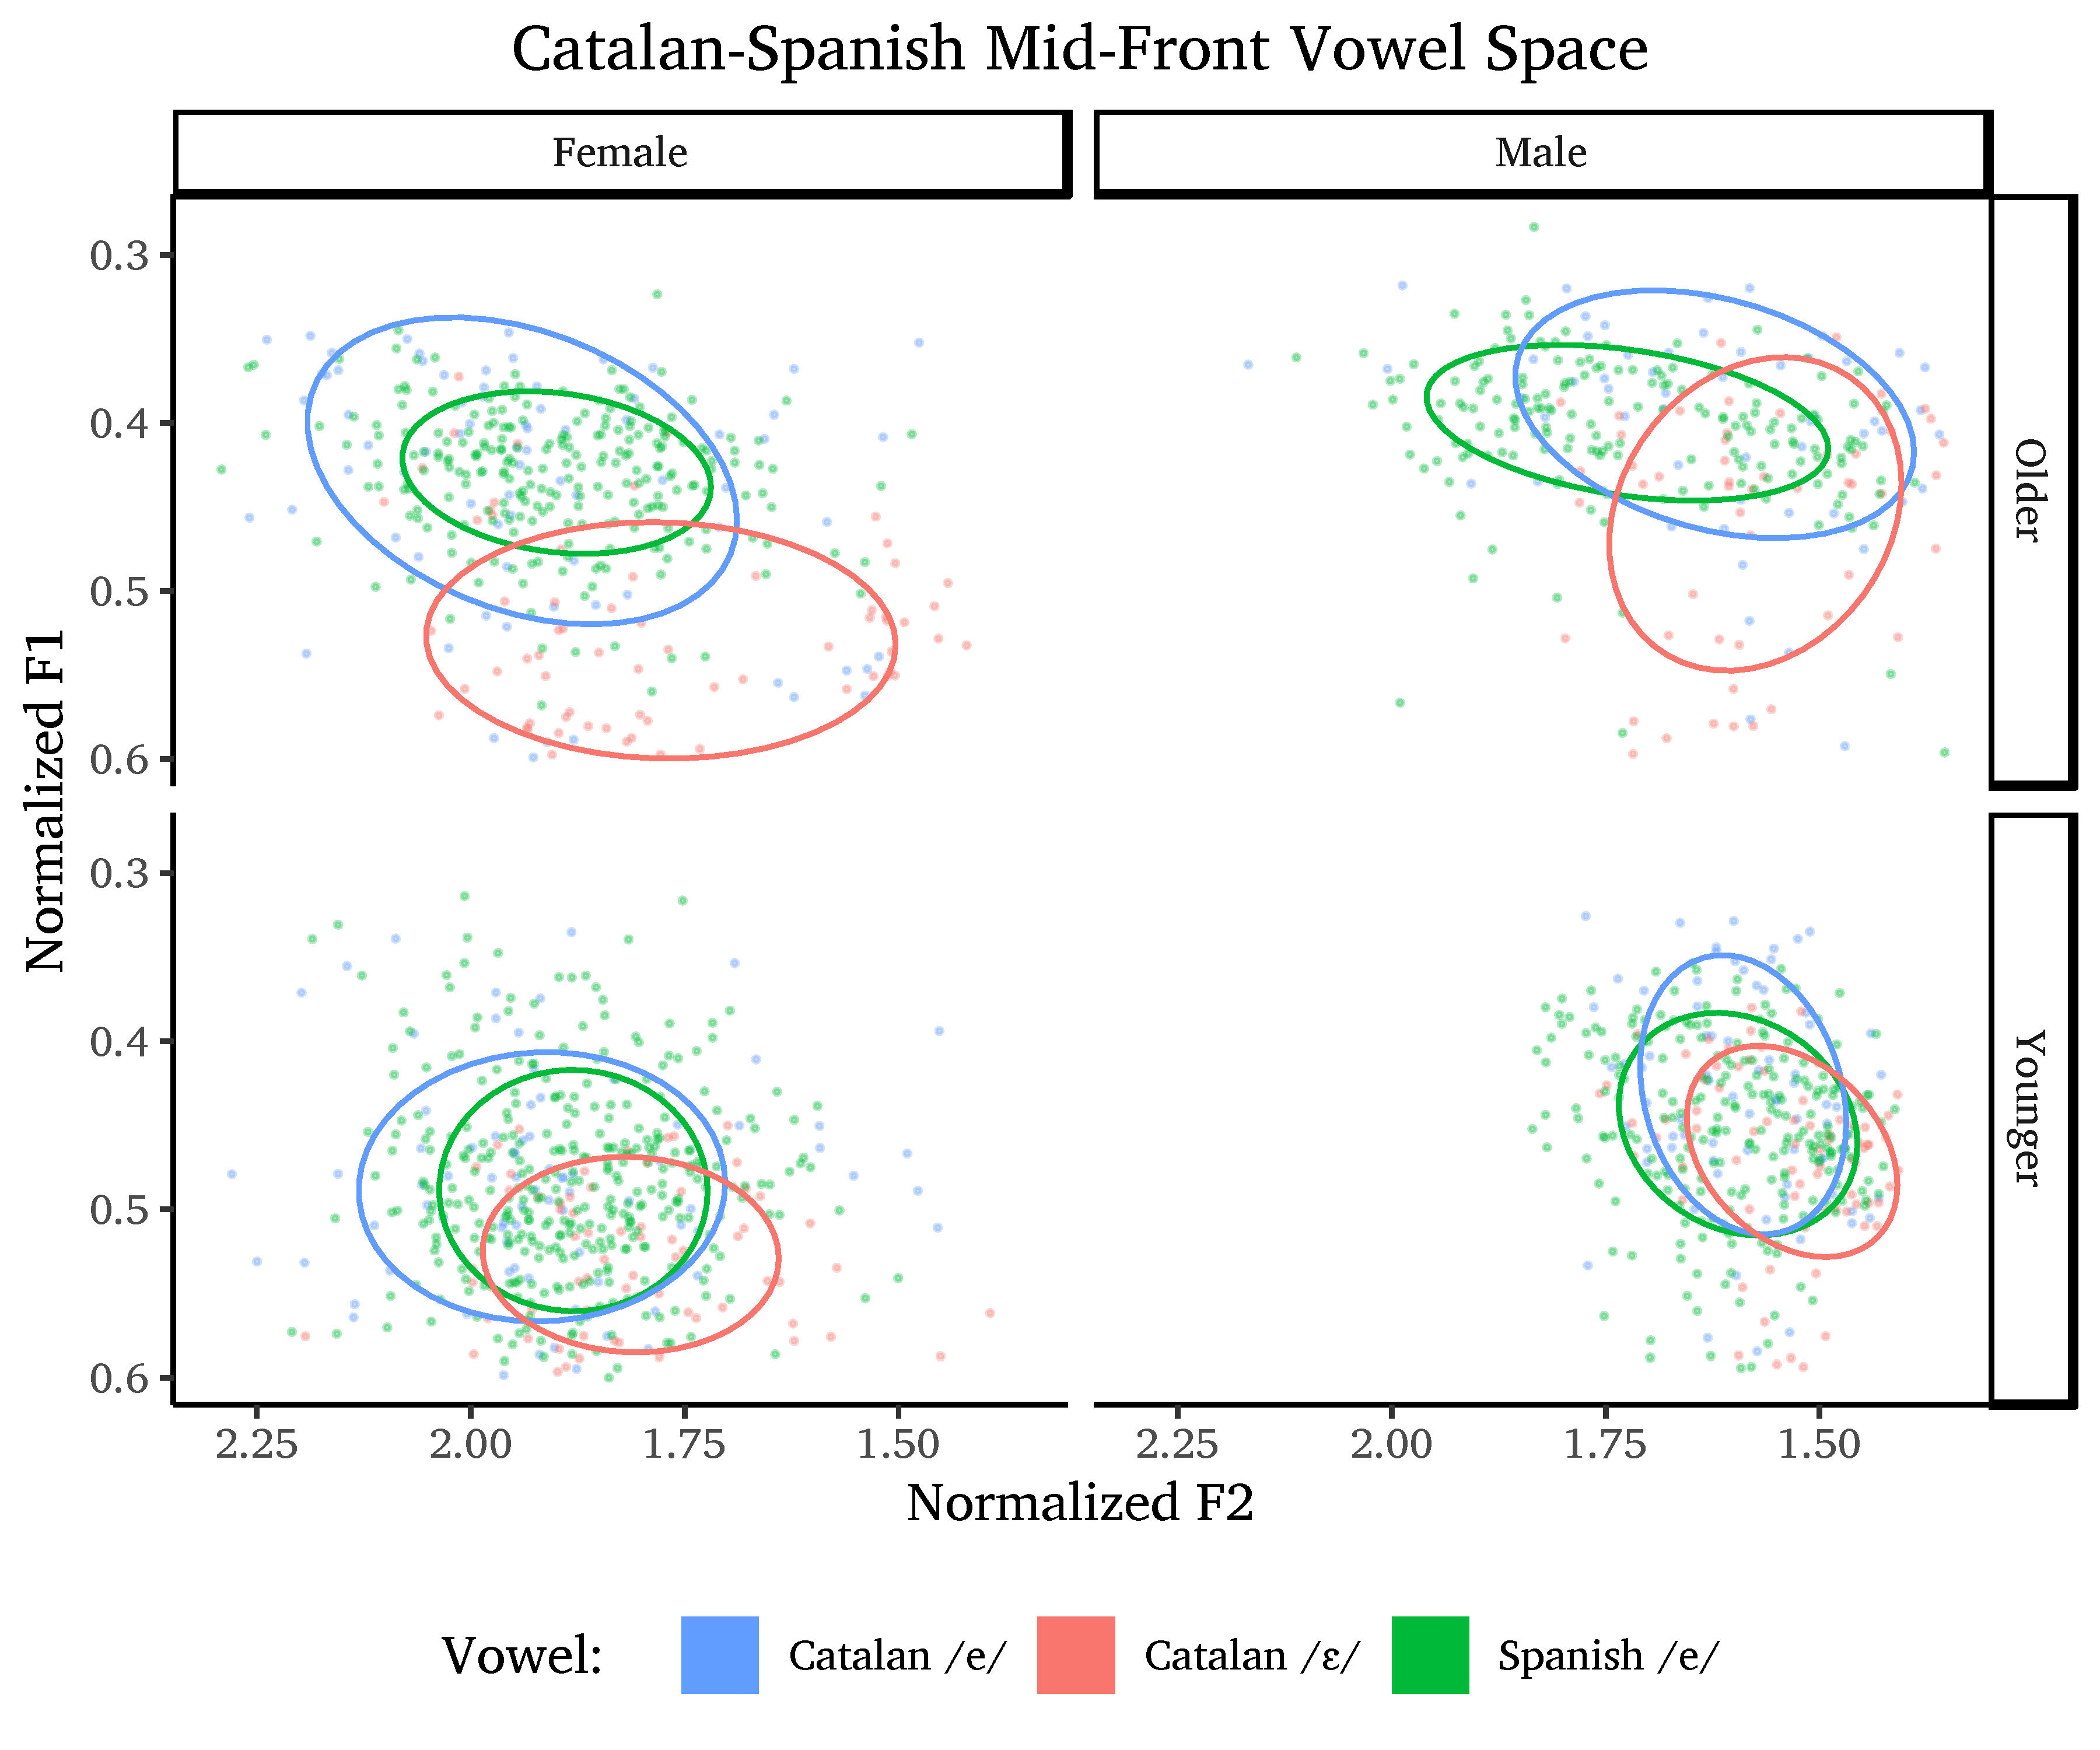 Catalan-Spanish Mid-Front Vowel Space
Female
Male
Older
Younger
Normalized F1
0.3
0.4
0.5
0.6
0.3
0.4
0.5
0.6
2.25 2.00 1.75 1.50
2.25 2.00 1.75 1.50
Normalized F2
Vowel: Catalan /e/ Catalan /ɛ/ Spanish /e/